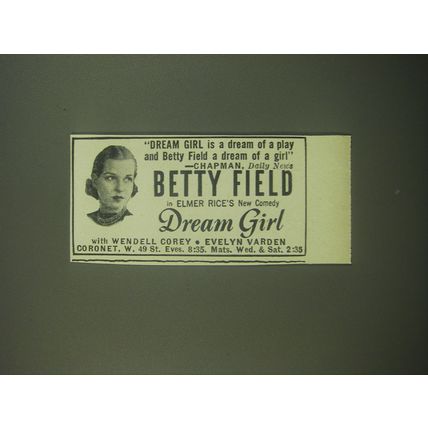 "DREAM GIRL is a dream of a play
and Betty Field a dream of a girl"
—CHAPMAN, Daily News
BETTY FIELD
in ELMER RICE'S New Comedy
Dream Girl
with WENDELL COREY • EVELYN VARDEN
CORONET, W. 49 St. Eves. 8:35. Mats. Wed. & Sat. 2:35